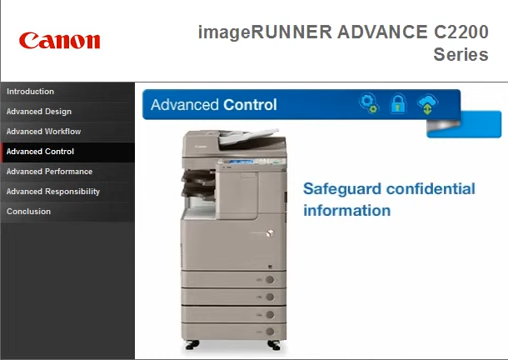 Canon
imageRUNNER ADVANCE C2200
Series
Introduction
Advanced Design
Advanced Workflow
Advanced Control
Advanced Performance
Advanced Responsibility
Conclusion
Advanced Control
Canon
Safeguard confidential
information